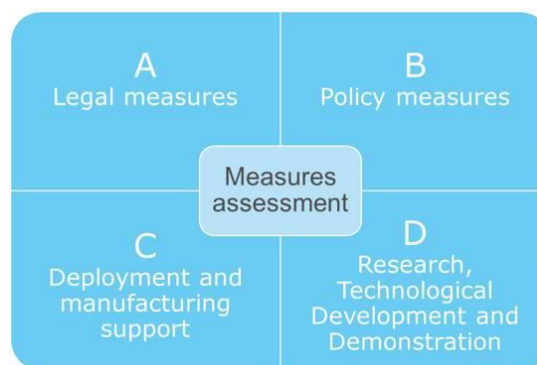 A
Legal measures
B
Policy measures
Measures
assessment
C
Deployment and
manufacturing
support
D
Research,
Technological
Development and
Demonstration